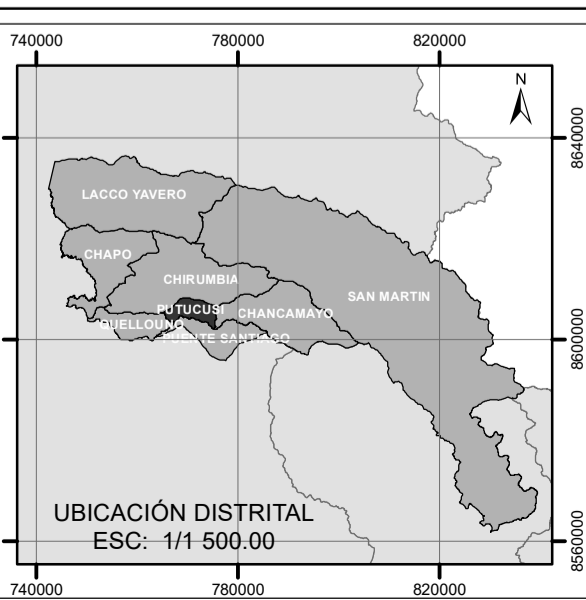 740000 780000 820000
N
8640000
LACCO YAVERO
CHAPO
CHIRUMBIA
SAN MARTIN
PUTUCUSI
CHANCAMAYO
QUELLOUNO
PUENTE SANTIAGO
8600000
UBICACIÓN DISTRITAL
ESC: 1/1 500.00
8560000
740000 780000 820000